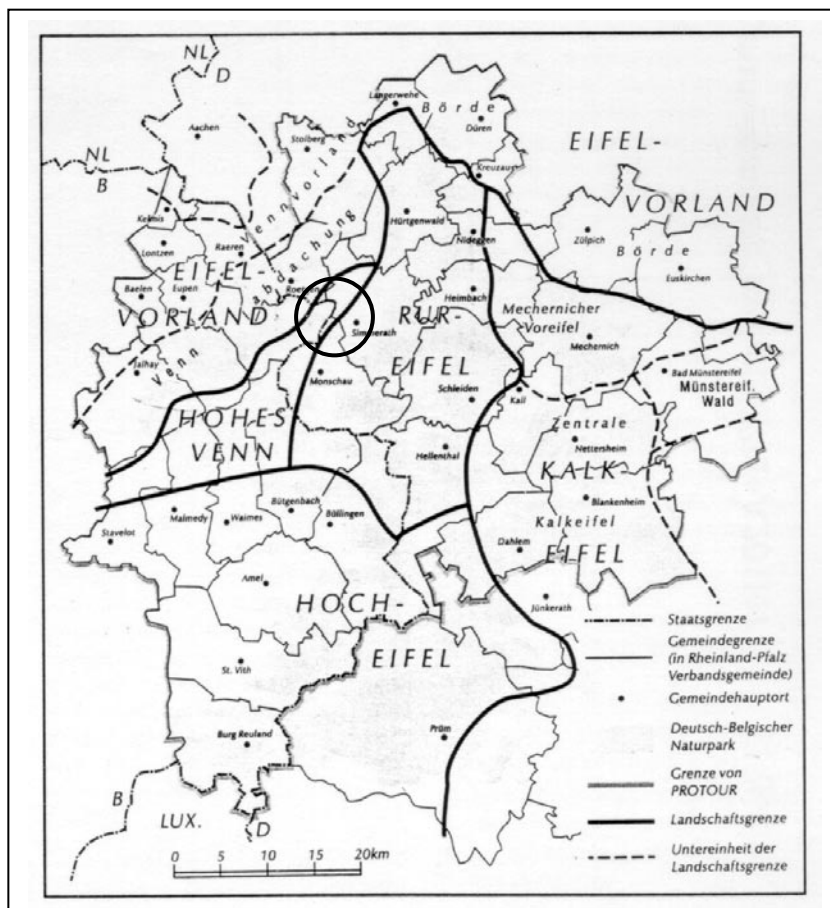 NL
D
Langerwehe
Börde
Düren
Aachen
Stolberg
EIFEL-
VORLAND
NL
B
Kreuzau
Vennvorland
Kelmis
Hürtgenwald
Zülpich
Lontzen
Raeren
Nideggen
Börde
Euskirchen
EIFEL-
Vennabdachung
Baelen
Eupen
Roetgen
Heimbach
VORLAND
RUR-
Mechernicher
Voreifel
Simmerath
Mechernich
Jalhay
EIFEL
Monschau
Bad Münstereifel
Münstereif.
Wald
Schleiden
Kall
HOHES
VENN
Zentrale
Nettersheim
Hellenthal
KALK-
Bütgenbach
Blankenheim
Malmedy
Waimes
Büllingen
Stavelot
Kalkeifel
Dahlem
EIFEL
Amel
HOCH-
Jünkerath
EIFEL
St. Vith
Burg Reuland
Prüm
B
LUX.
D
0 5 10 15 20km
Staatsgrenze
Gemeindegrenze
(in Rheinland-Pfalz
Verbandsgemeinde)
Gemeindehauptort
Deutsch-Belgischer
Naturpark
Grenze von
PROTOUR
Landschaftsgrenze
Untereinheit der
Landschaftsgrenze